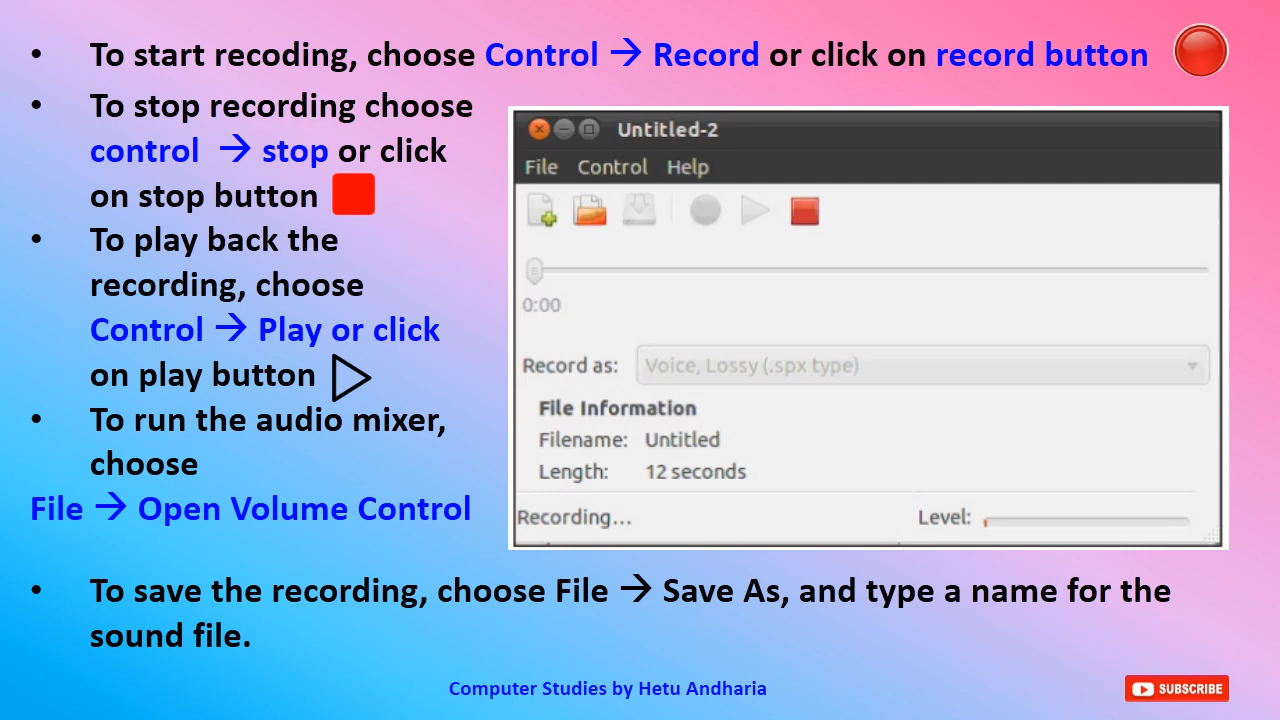 • To start recoding, choose Control → Record or click on record button
• To stop recording choose
control → stop or click
on stop button
• To play back the
recording, choose
Control → Play or click
on play button
• To run the audio mixer,
choose
File → Open Volume Control
Untitled-2
File Control Help
0:00
Record as: Voice, Lossy (.spx type)
File Information
Filename: Untitled
Length: 12 seconds
Recording... Level:
• To save the recording, choose File → Save As, and type a name for the
sound file.
Computer Studies by Hetu Andharia
SUBSCRIBE